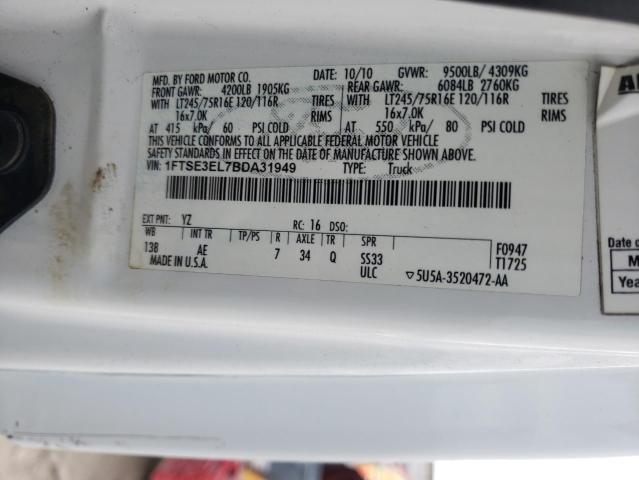 MFD. BY FORD MOTOR CO. DATE: 10/10 GVWR: 9500LB/ 4309KG
FRONT GAWR: 4200LB 1905KG REAR GAWR: 6084LB 2760KG
WITH LT245/75R16E 120/116R TIRES WITH LT245/75R16E 120/116R TIRES
16x7.0K RIMS 16x7.0K RIMS
AT 415 kPa/ 60 PSI COLD AT 550 kPa/ 80 PSI COLD
THIS VEHICLE CONFORMS TO ALL APPLICABLE FEDERAL MOTOR VEHICLE
SAFETY STANDARDS IN EFFECT ON THE DATE OF MANUFACTURE SHOWN ABOVE.
VIN: 1FTSE3EL7BDA31949 TYPE: Truck
EXT PNT: YZ RC: 16 DSO:
WB INT TR TP/PS R AXLE TR SPR F0947
138 AE 7 34 Q SS33 T1725
MADE IN U.S.A. ULC ▽5U5A-3520472-AA
Date o
M
Yea